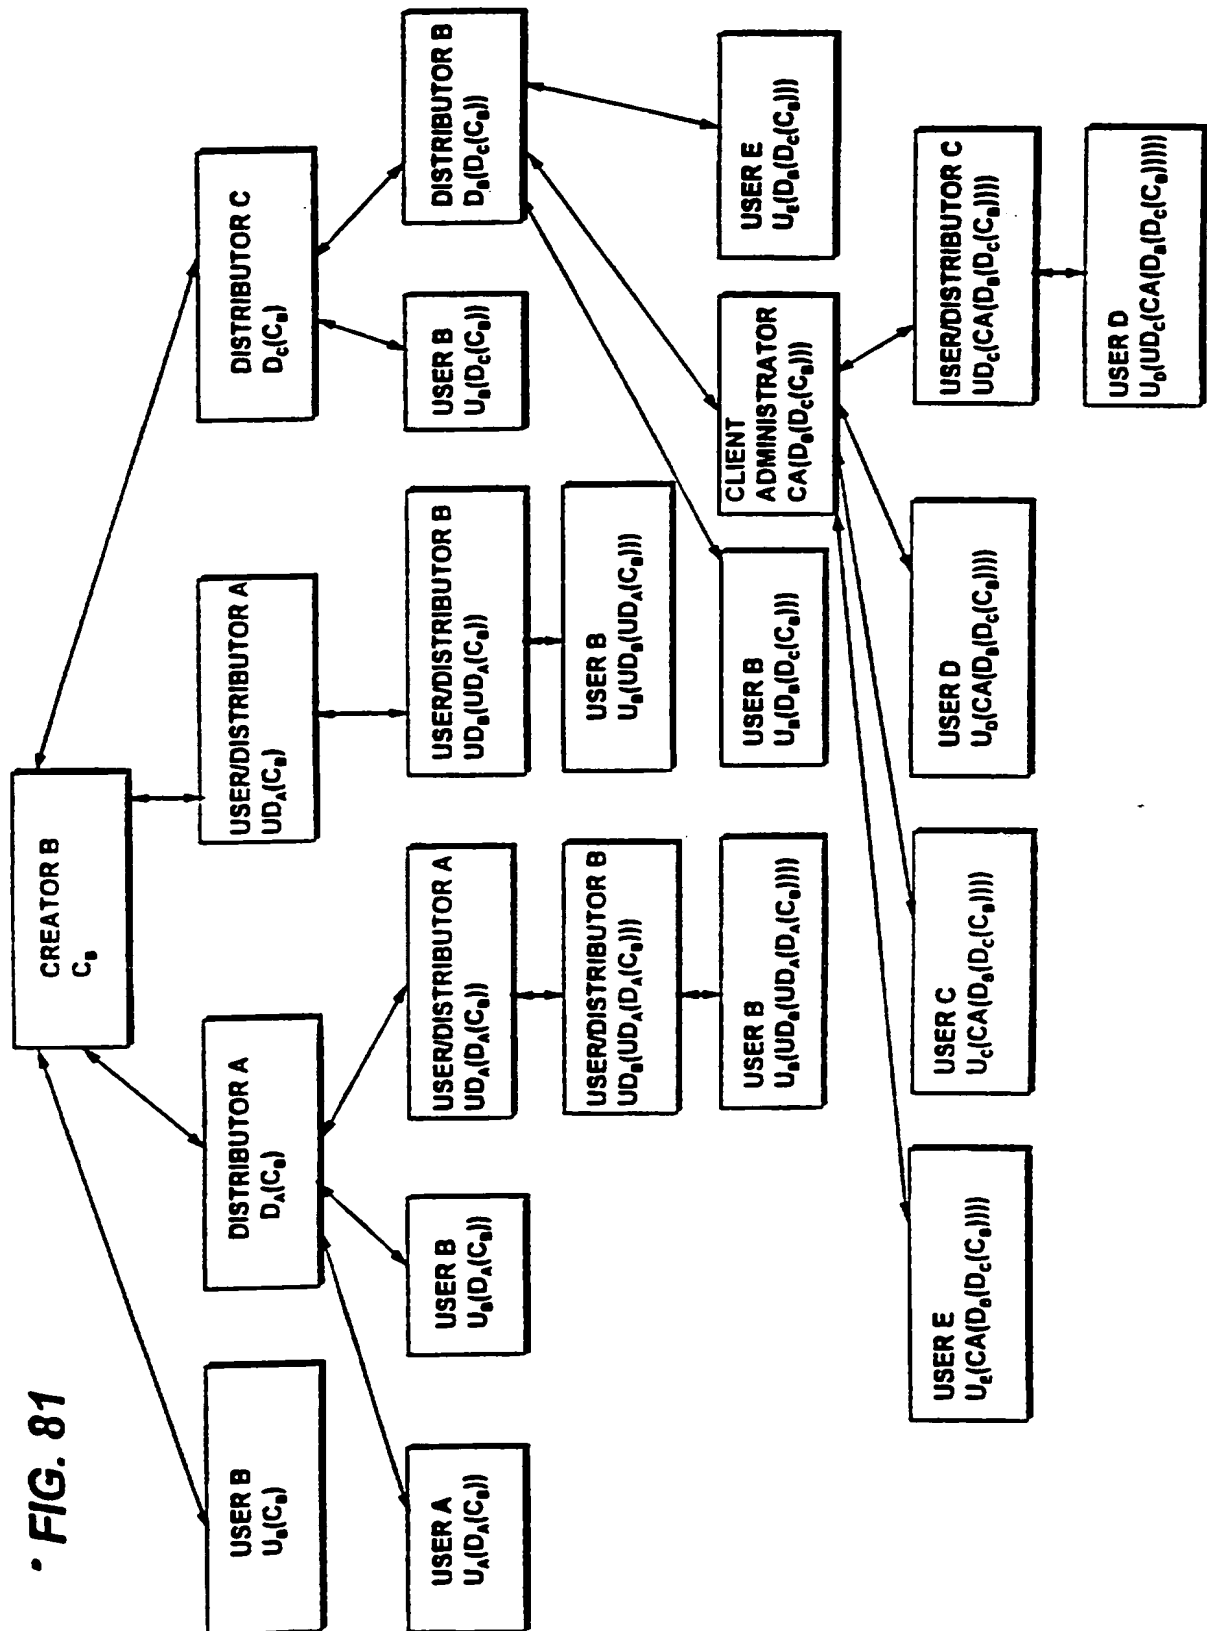 FIG. 81
CREATOR B
C_B
USER B
U_B(C_B)
DISTRIBUTOR A
D_A(C_B)
USER/DISTRIBUTOR A
UD_A(C_B)
DISTRIBUTOR C
D_C(C_B)
USER A
U_A(D_A(C_B))
USER B
U_B(D_A(C_B))
USER/DISTRIBUTOR A
UD_A(D_A(C_B))
USER/DISTRIBUTOR B
UD_B(UD_A(C_B))
USER B
U_B(D_C(C_B))
DISTRIBUTOR B
D_B(D_C(C_B))
USER/DISTRIBUTOR B
UD_B(UD_A(D_A(C_B)))
USER B
U_B(UD_B(UD_A(C_B)))
USER B
U_B(UD_B(UD_A(D_A(C_B))))
USER B
U_B(D_B(D_C(C_B)))
CLIENT
ADMINISTRATOR
CA(D_B(D_C(C_B)))
USER E
U_E(D_B(D_C(C_B)))
USER E
U_E(CA(D_B(D_C(C_B))))
USER C
U_C(CA(D_B(D_C(C_B))))
USER D
U_D(CA(D_B(D_C(C_B))))
USER/DISTRIBUTOR C
UD_C(CA(D_B(D_C(C_B))))
USER D
U_D(UD_C(CA(D_B(D_C(C_B)))))